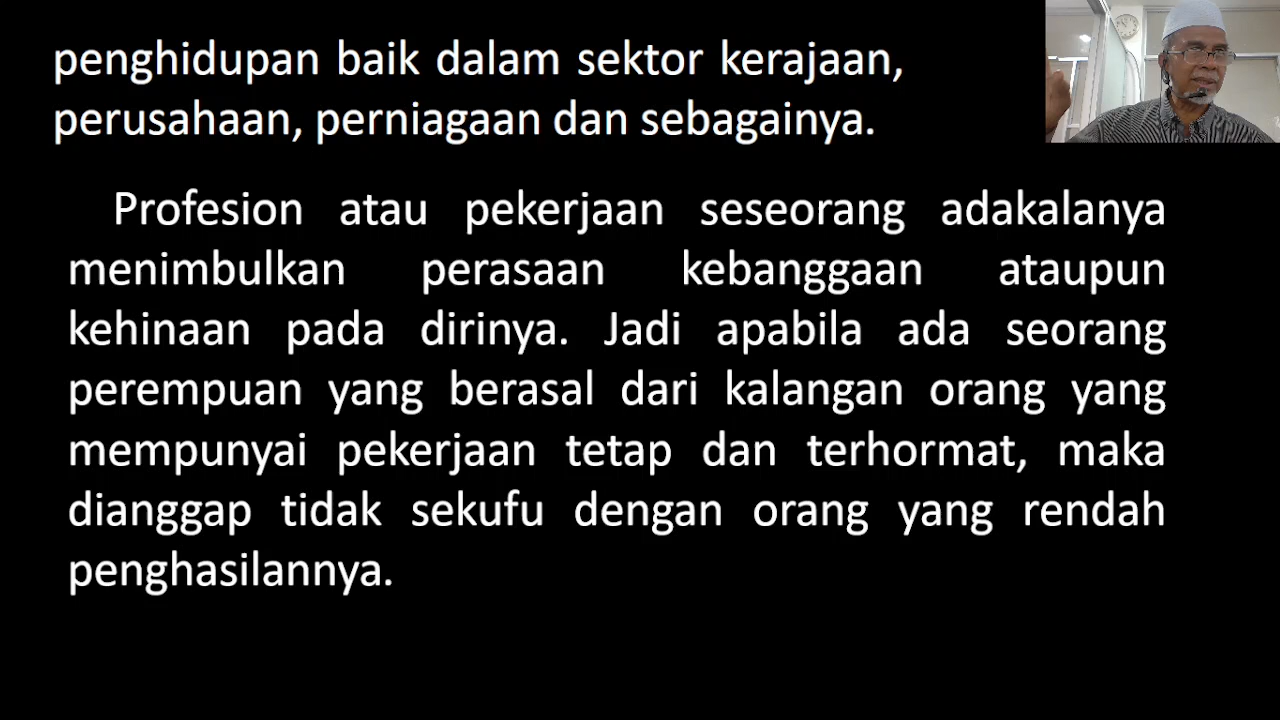 penghidupan baik dalam sektor kerajaan,
perusahaan, perniagaan dan sebagainya.
Profesion atau pekerjaan seseorang adakalanya
menimbulkan perasaan kebanggaan ataupun
kehinaan pada dirinya. Jadi apabila ada seorang
perempuan yang berasal dari kalangan orang yang
mempunyai pekerjaan tetap dan terhormat, maka
dianggap tidak sekufu dengan orang yang rendah
penghasilannya.